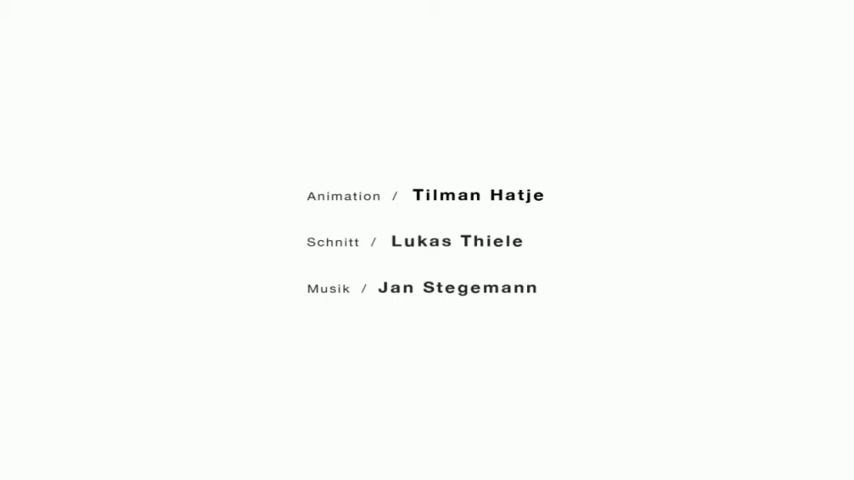 Animation / Tilman Hatje
Schnitt / Lukas Thiele
Musik / Jan Stegemann